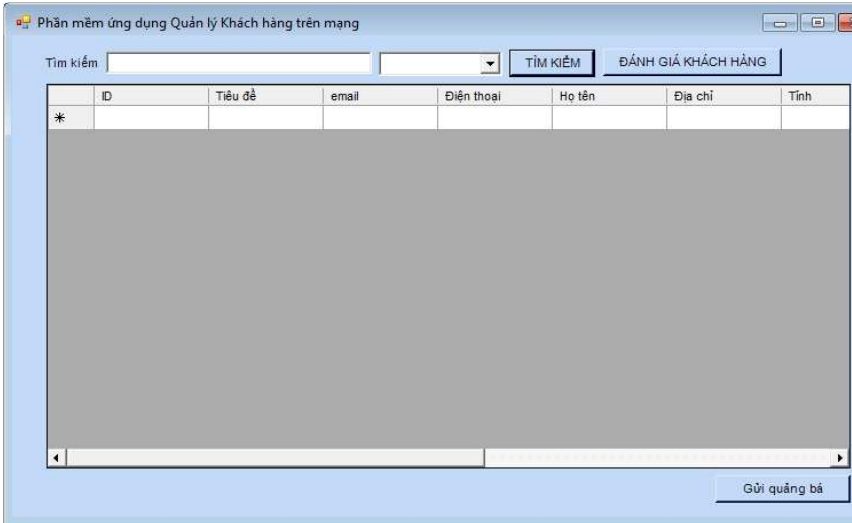 Phần mềm ứng dụng Quản lý Khách hàng trên mạng
Tìm kiếm TÌM KIẾM ĐÁNH GIÁ KHÁCH HÀNG
ID Tiêu đề email Điện thoại Họ tên Địa chỉ Tỉnh
Gửi quảng bá